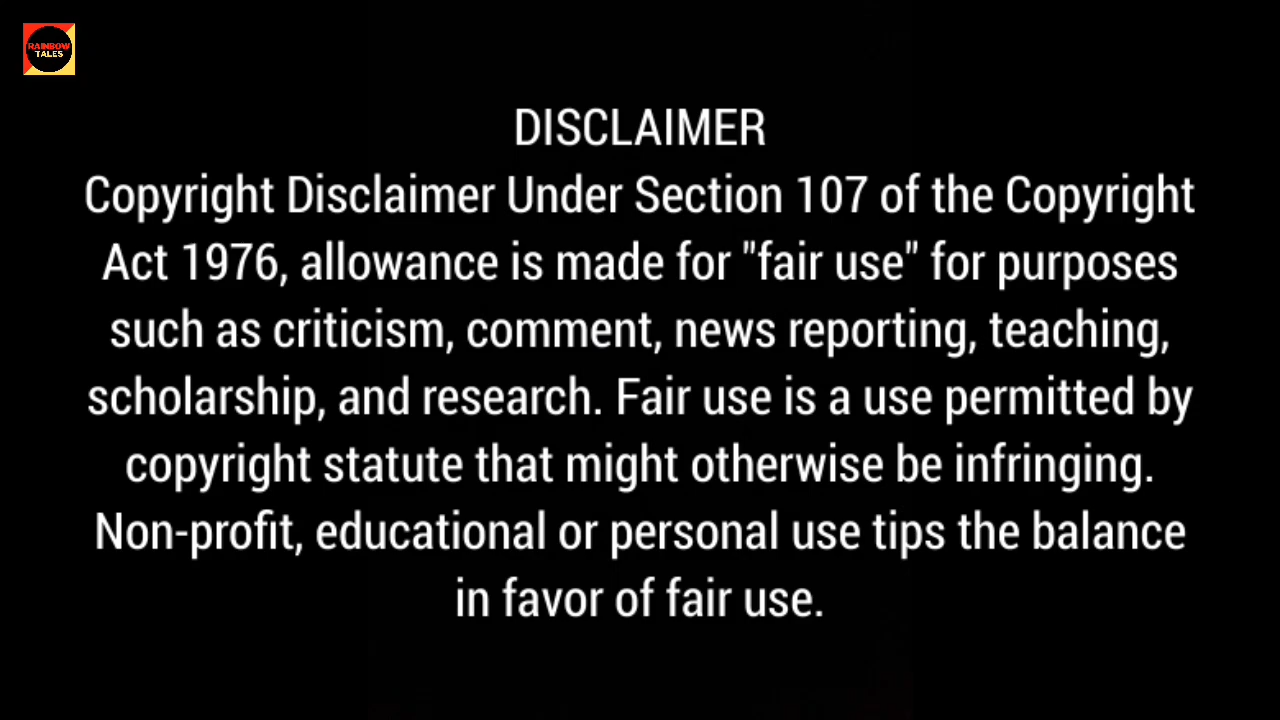 RAINBOW
TALES
DISCLAIMER
Copyright Disclaimer Under Section 107 of the Copyright
Act 1976, allowance is made for "fair use" for purposes
such as criticism, comment, news reporting, teaching,
scholarship, and research. Fair use is a use permitted by
copyright statute that might otherwise be infringing.
Non-profit, educational or personal use tips the balance
in favor of fair use.